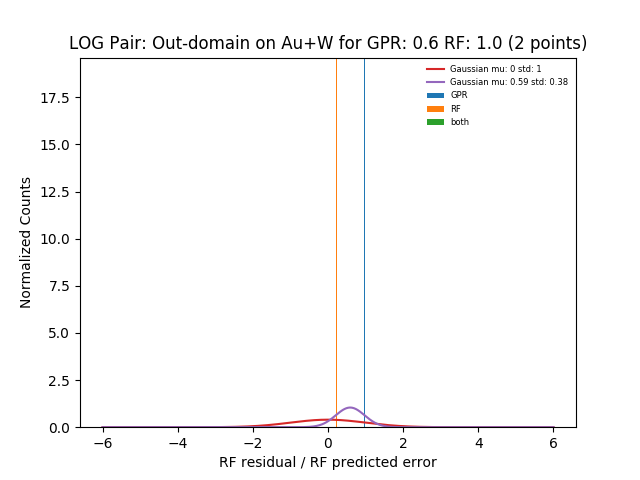 LOG Pair: Out-domain on Au+W for GPR: 0.6 RF: 1.0 (2 points)
Gaussian mu: 0 std: 1
Gaussian mu: 0.59 std: 0.38
GPR
RF
both
Normalized Counts
17.5
15.0
12.5
10.0
7.5
5.0
2.5
0.0
−6 −4 −2 0 2 4 6
RF residual / RF predicted error